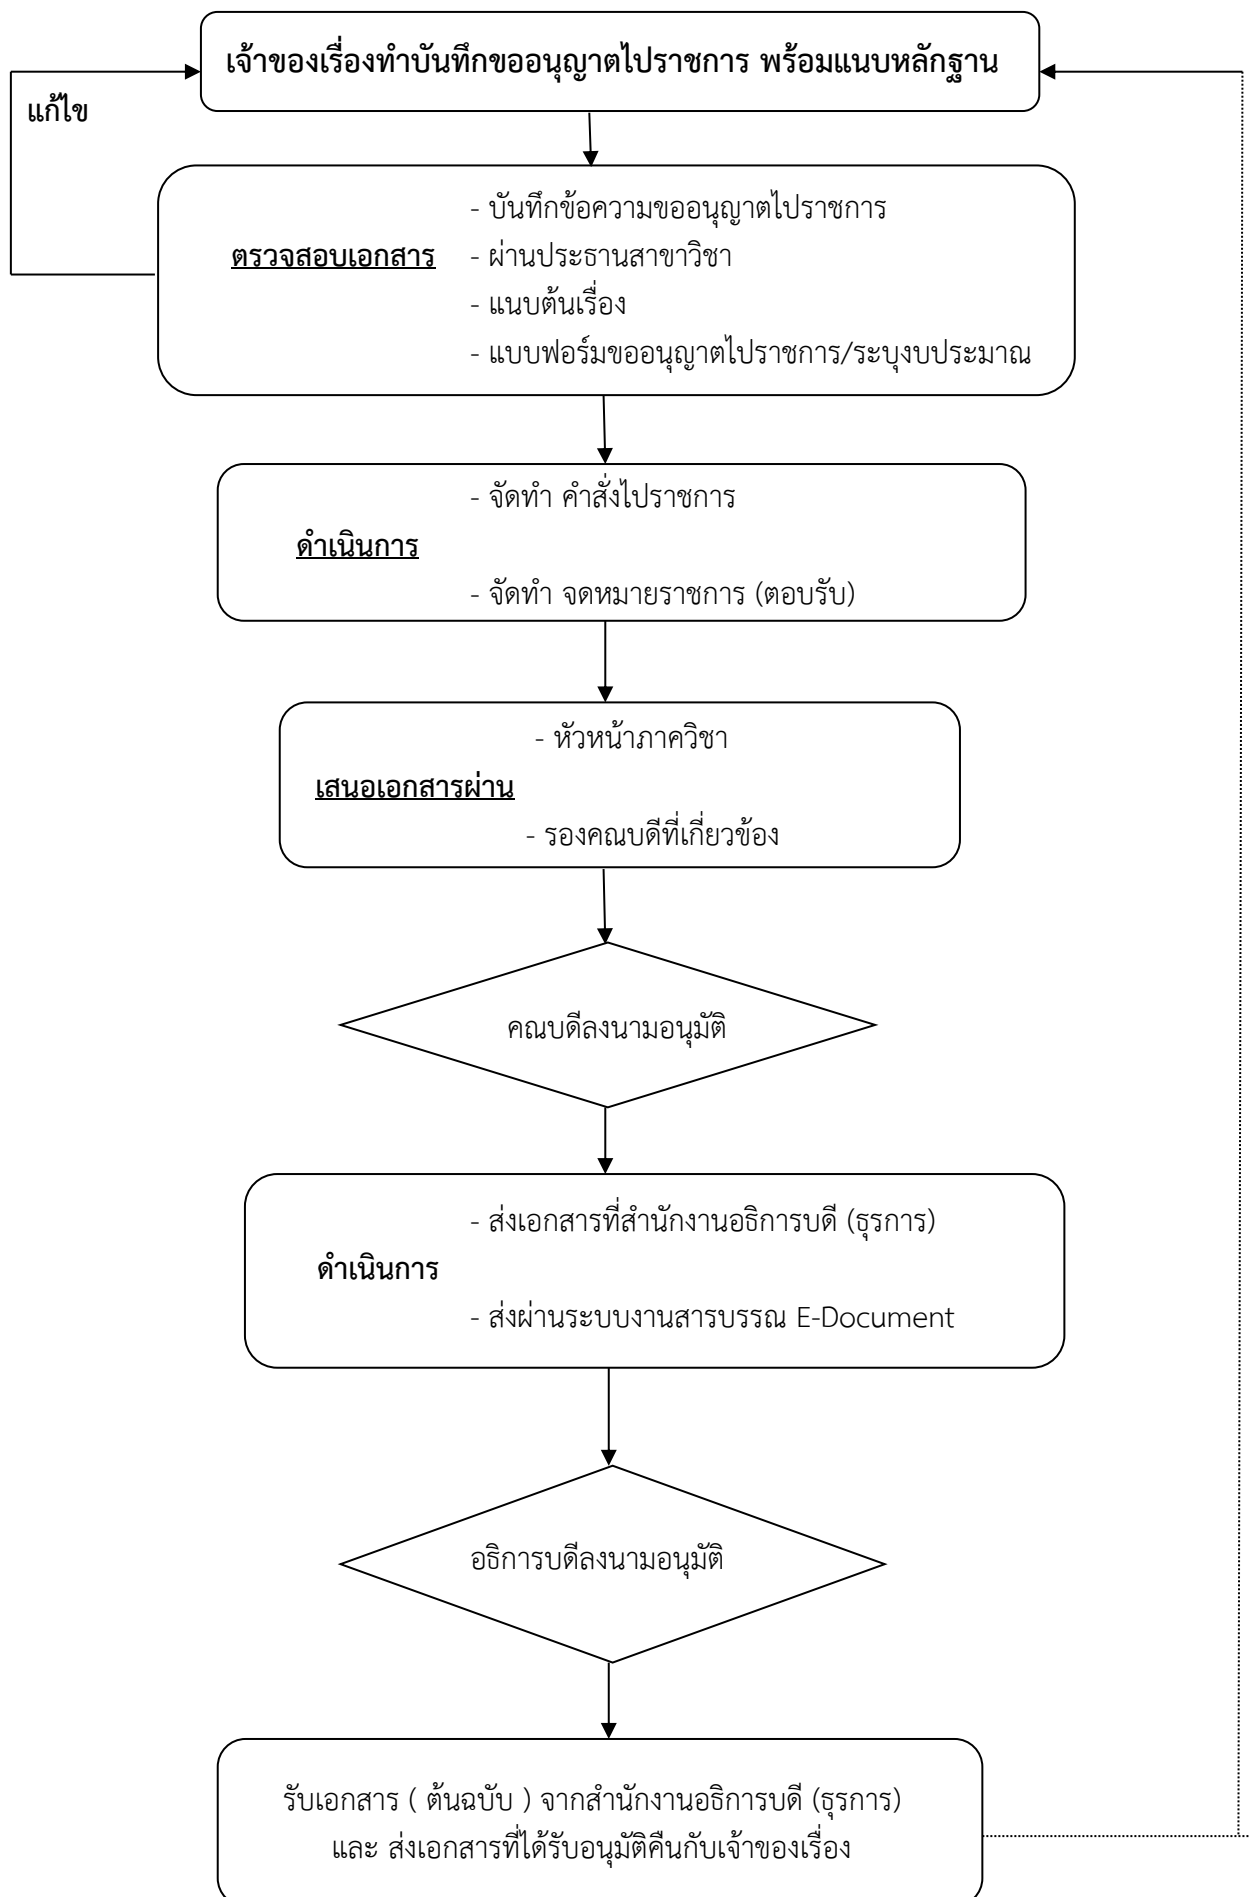 เจ้าของเรื่องทำบันทึกขออนุญาตไปราชการ พร้อมแนบหลักฐาน
แก้ไข
- บันทึกข้อความขออนุญาตไปราชการ
ตรวจสอบเอกสาร - ผ่านประธานสาขาวิชา
- แนบต้นเรื่อง
- แบบฟอร์มขออนุญาตไปราชการ/ระบุงบประมาณ
- จัดทำ คำสั่งไปราชการ
ดำเนินการ
- จัดทำ จดหมายราชการ (ตอบรับ)
- หัวหน้าภาควิชา
เสนอเอกสารผ่าน
- รองคณบดีที่เกี่ยวข้อง
คณบดีลงนามอนุมัติ
- ส่งเอกสารที่สำนักงานอธิการบดี (ธุรการ)
ดำเนินการ
- ส่งผ่านระบบงานสารบรรณ E-Document
อธิการบดีลงนามอนุมัติ
รับเอกสาร ( ต้นฉบับ ) จากสำนักงานอธิการบดี (ธุรการ)
และ ส่งเอกสารที่ได้รับอนุมัติคืนกับเจ้าของเรื่อง